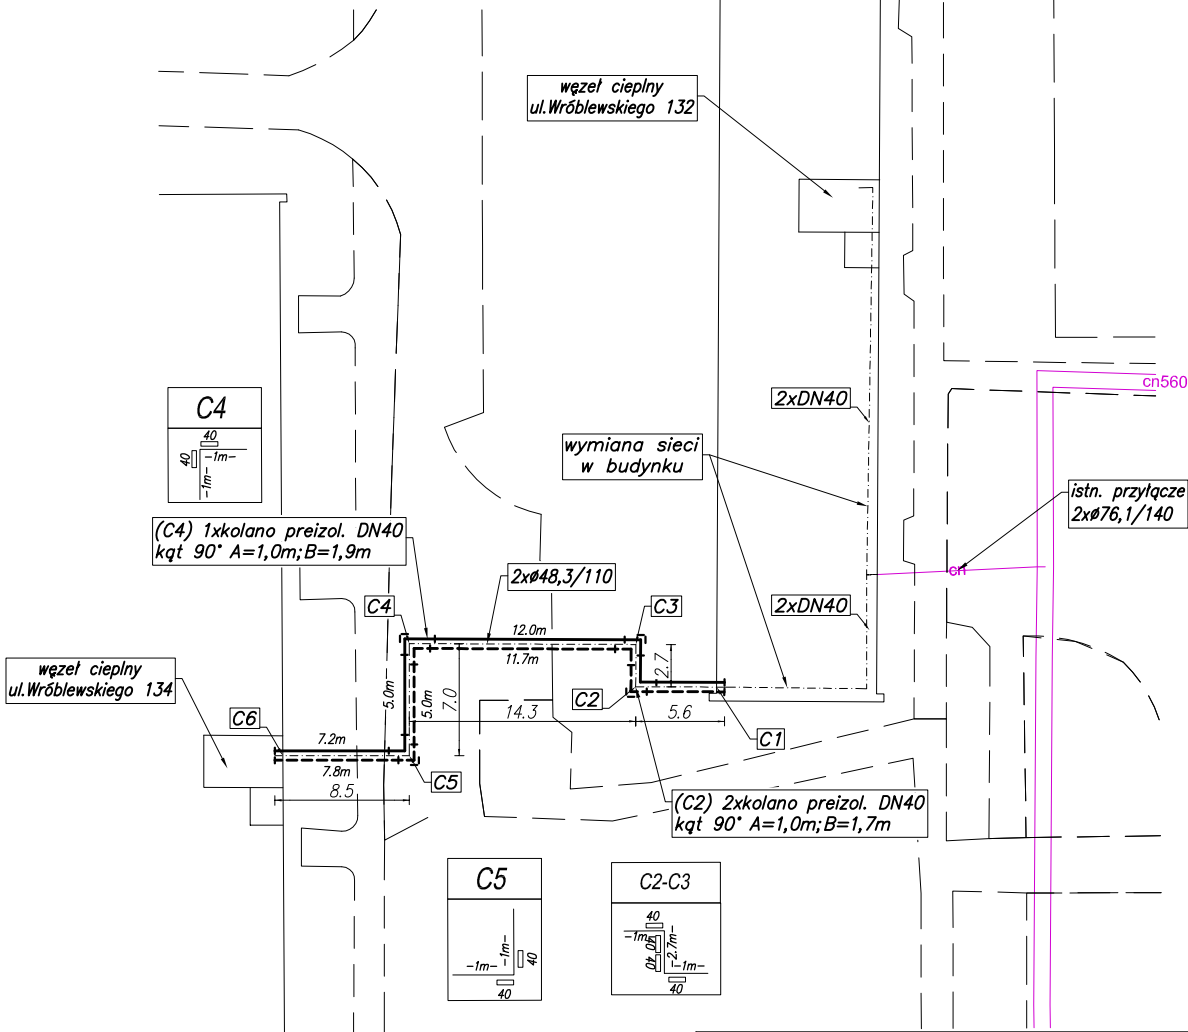 węzeł cieplny
ul.Wróblewskiego 132
cn560
2xDN40
C4
40
40
-1m-
-1m-
wymiana sieci
w budynku
istn. przyłącze
2xø76,1/140
(C4) 1xkolano preizol. DN40
kąt 90° A=1,0m;B=1,9m
2xø48,3/110
cn
C4
C3
2xDN40
12.0m
11.7m
2.7
węzeł cieplny
ul.Wróblewskiego 134
5.0m
5.0m
7.0
C2
14.3
5.6
C6
7.2m
C1
7.8m
C5
8.5
(C2) 2xkolano preizol. DN40
kąt 90° A=1,0m;B=1,7m
C5
-1m-
-1m-
40
40
C2-C3
40
-1m-
40
40
-2.7m-
-1m-
40